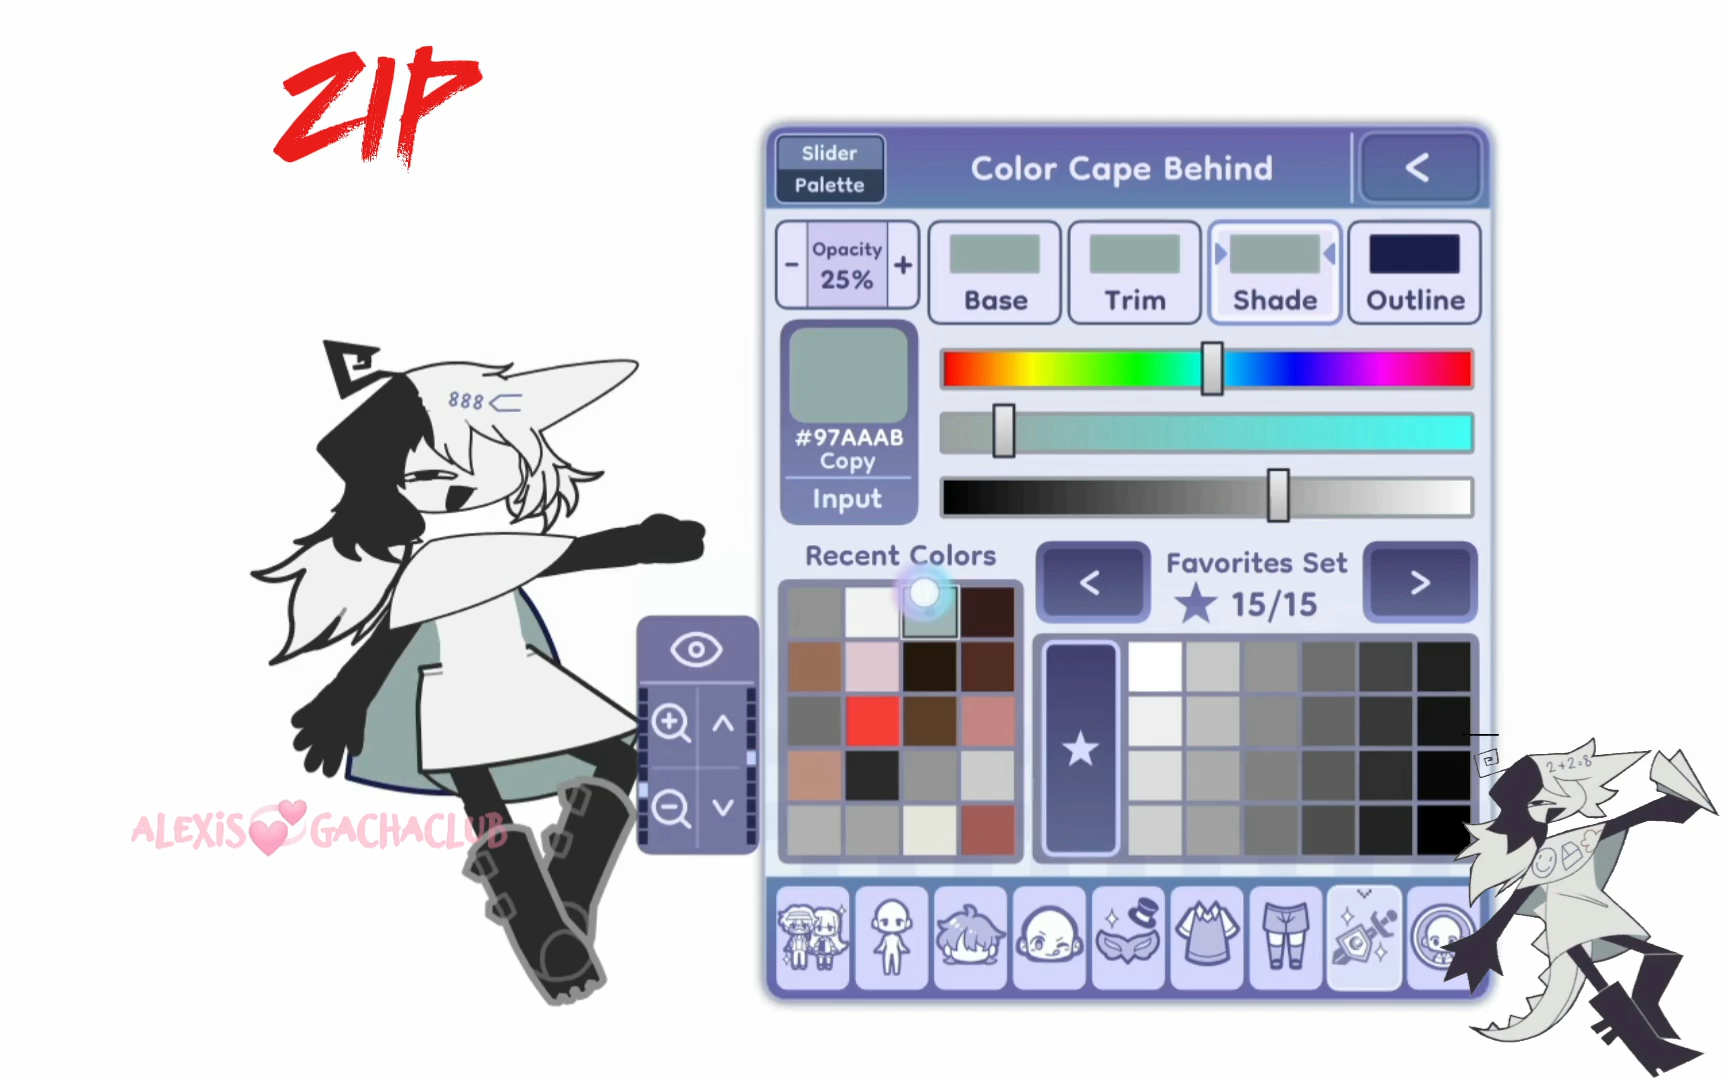 ZIP
Slider
Palette
Color Cape Behind
<
- Opacity +
25%
Base
Trim
Shade
Outline
#97AAAB
Copy
Input
Recent Colors
< Favorites Set >
15/15
888
2+2=8
ALEXIS GACHACLUB